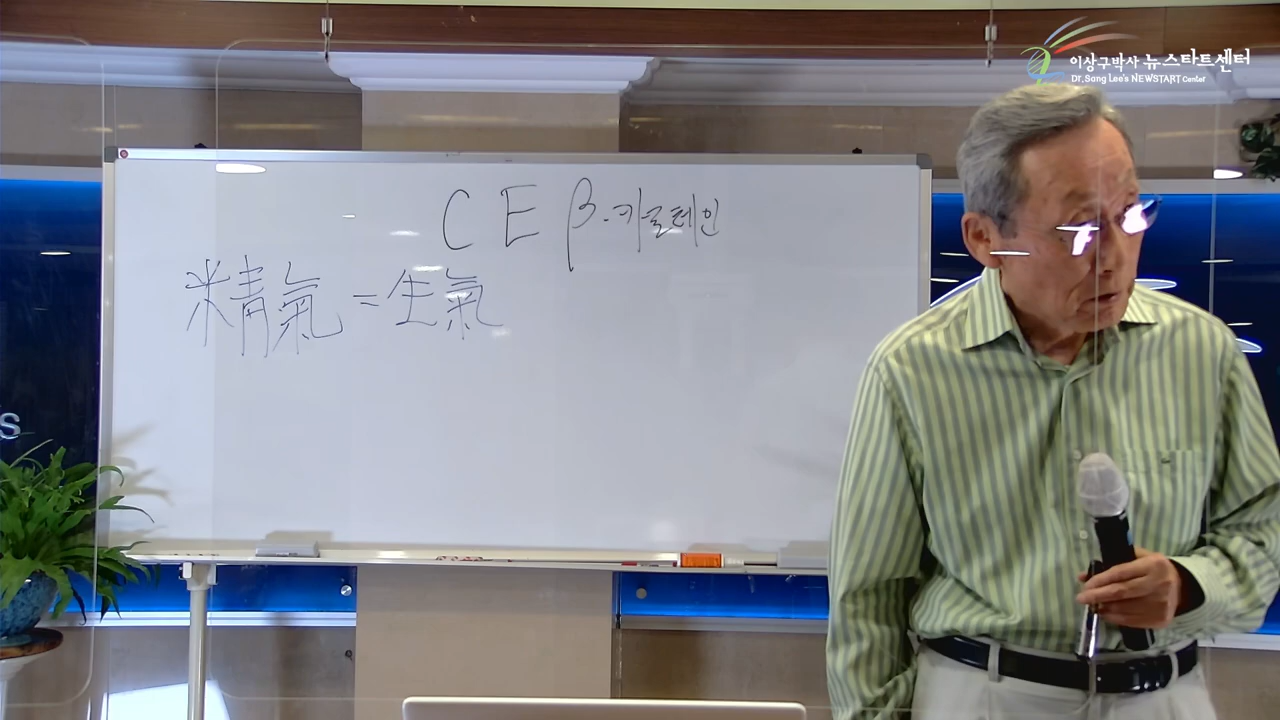 이상구박사 뉴스타트센터
Dr. Sang Lee's NEWSTART Center
C E β-카로테인
精氣 = 生氣
s